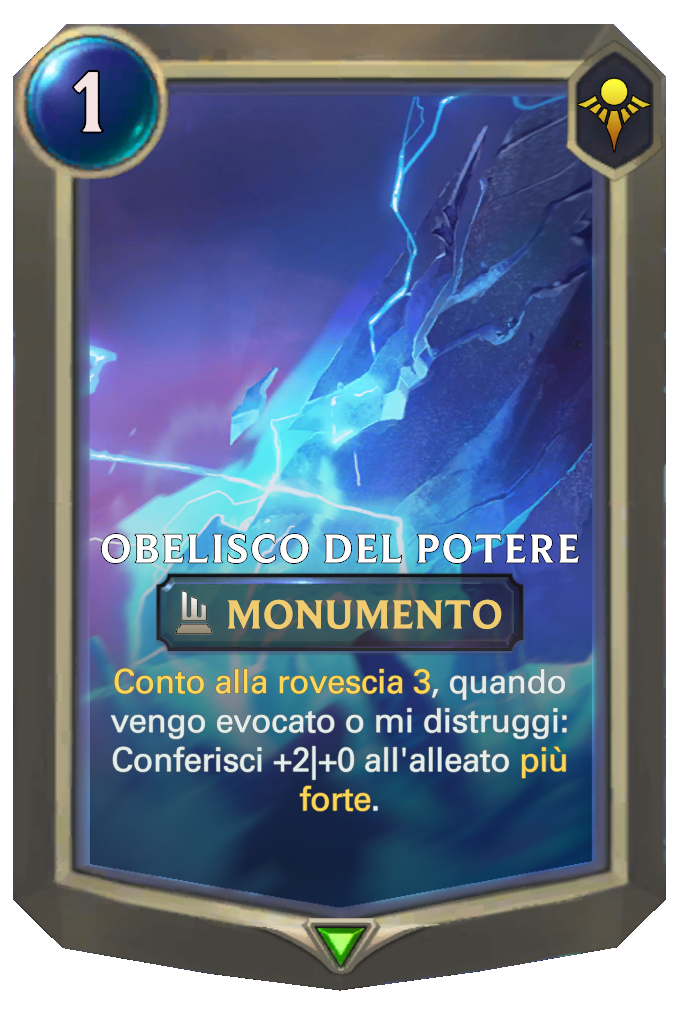 1
OBELISCO DEL POTERE
MONUMENTO
Conto alla rovescia 3, quando
vengo evocato o mi distruggi:
Conferisci +2|+0 all'alleato più
forte.